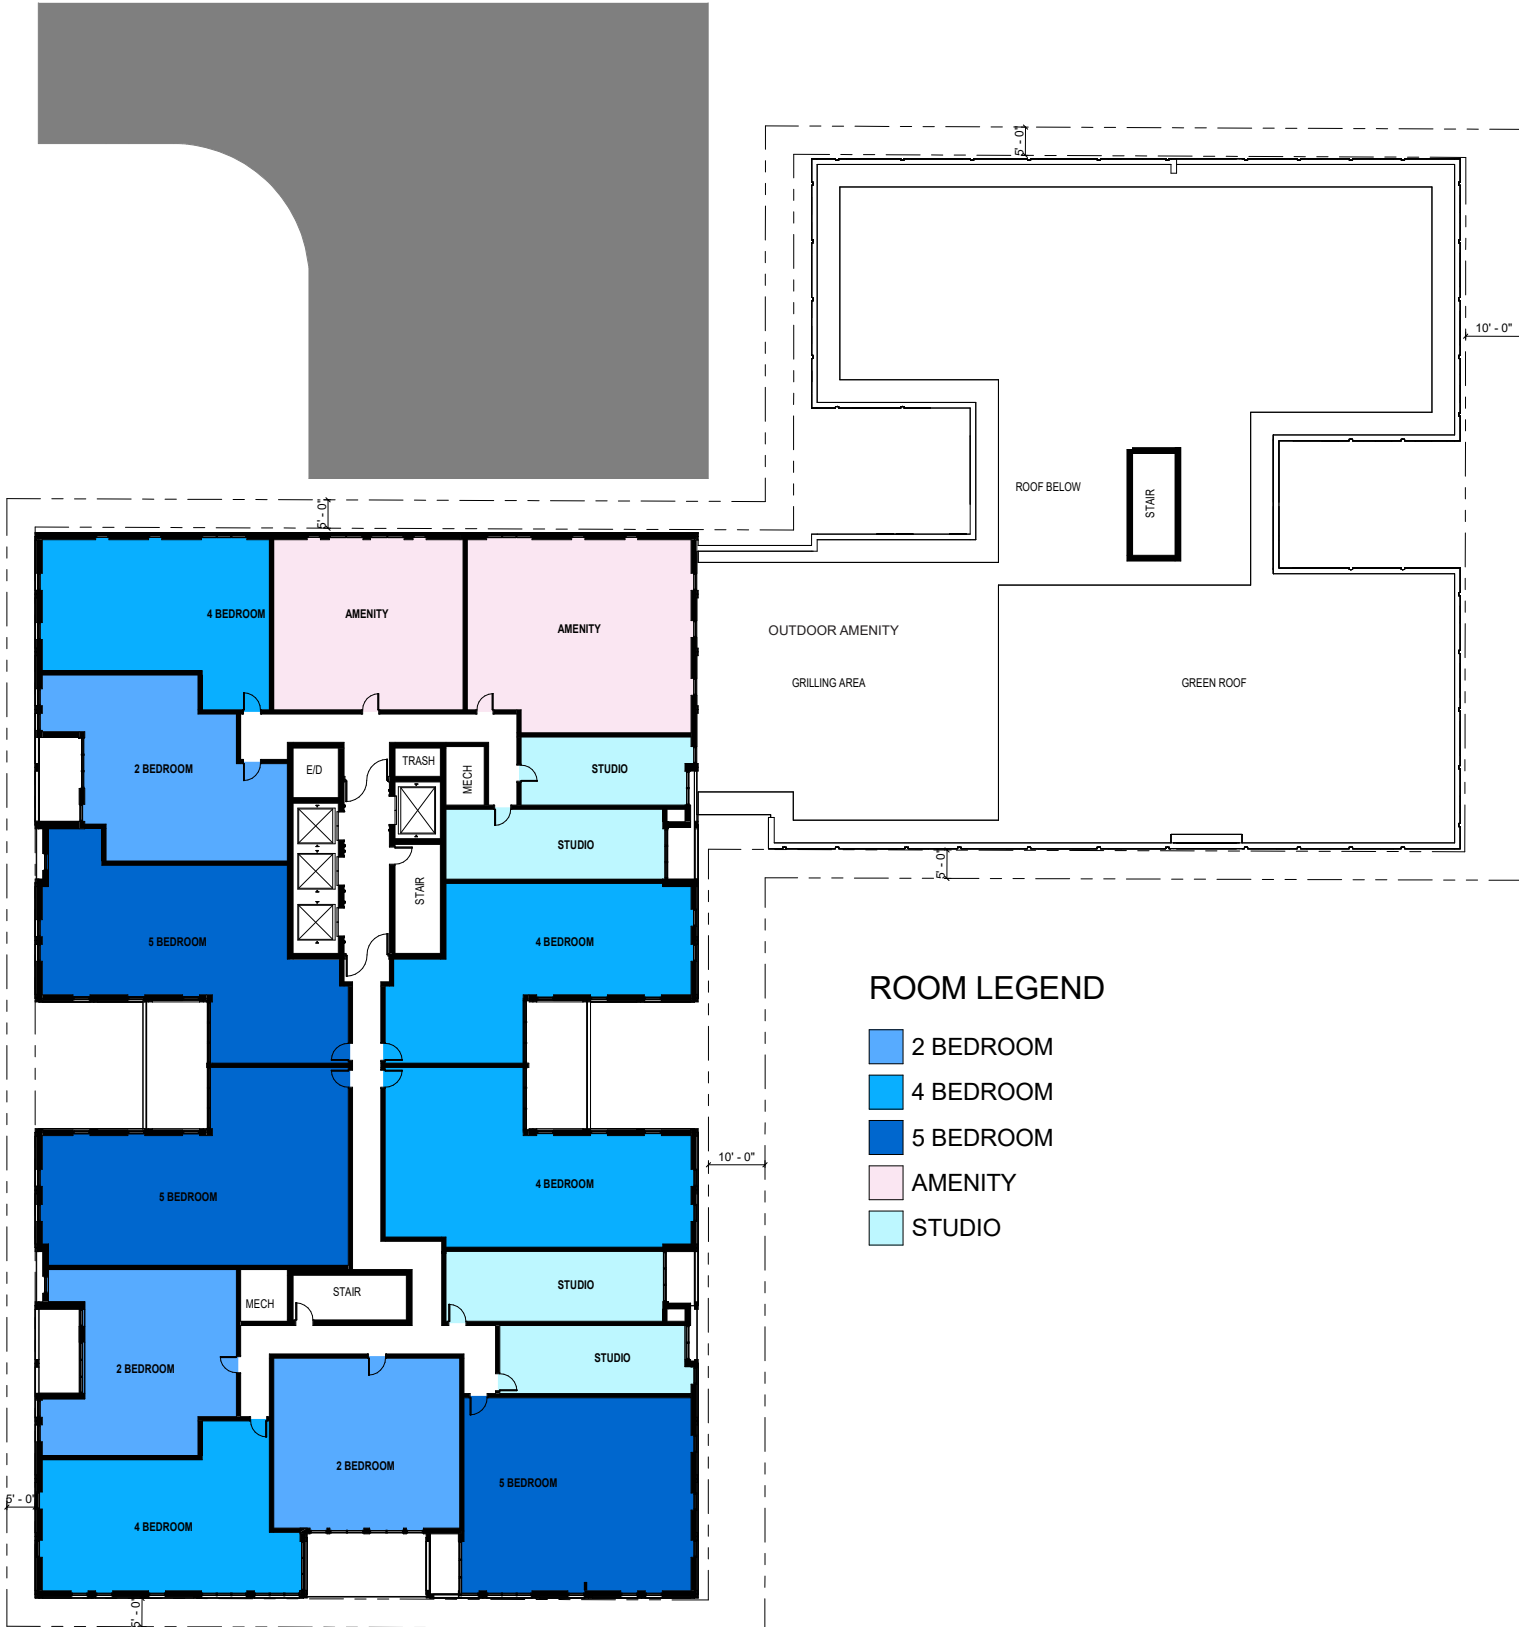 5' - 0"
10' - 0"
ROOF BELOW
STAIR
5' - 0"
4 BEDROOM
AMENITY
AMENITY
OUTDOOR AMENITY
GRILLING AREA
GREEN ROOF
2 BEDROOM
E/D
TRASH
MECH
STUDIO
STUDIO
5' - 0"
STAIR
5 BEDROOM
4 BEDROOM
ROOM LEGEND
2 BEDROOM
4 BEDROOM
5 BEDROOM
AMENITY
STUDIO
10' - 0"
5 BEDROOM
4 BEDROOM
STUDIO
MECH
STAIR
STUDIO
2 BEDROOM
2 BEDROOM
5 BEDROOM
5' - 0"
4 BEDROOM
5' - 0"